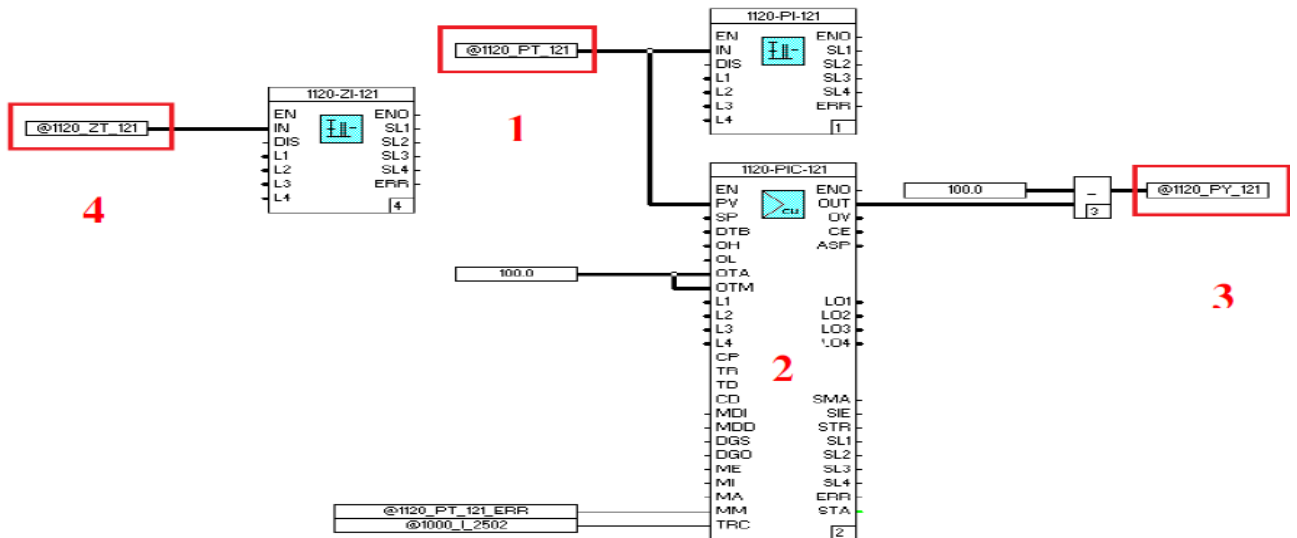 1120-PI-121
EN ENO
@1120_PT_121
IN SL1
DIS SL2
L1 SL3
L2 SL4
L3 ERR
L4
1
1
1120-ZI-121
EN ENO
@1120_ZT_121
IN SL1
DIS SL2
L1 SL3
L2 SL4
L3 ERR
L4
4
4
1120-PIC-121
EN ENO
PV OUT
CU
SP OV
DTB CE
OH ASP
OL
100.0
OTA
OTM
L1 LO1
L2 LO2
L3 LO3
L4 LO4
CP
TR
TD
CD SMA
MDI SIE
MDD STR
DGS SL1
DGO SL2
ME SL3
MI SL4
MA ERR
@1120_PT_121_ERR
MM STA
@1000_I_2502
TRC
2
2
100.0
-
3
@1120_PY_121
3